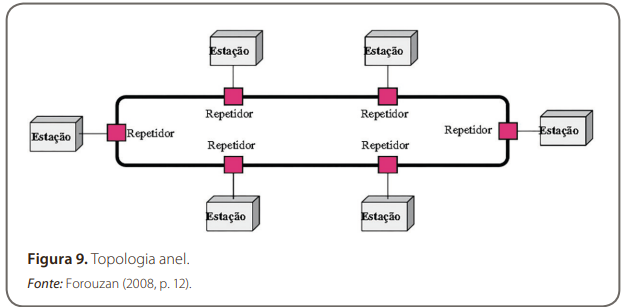 Estação
Estação
Repetidor
Repetidor
Estação
Repetidor
Repetidor
Estação
Repetidor
Repetidor
Estação
Estação
Figura 9. Topologia anel.
Fonte: Forouzan (2008, p. 12).